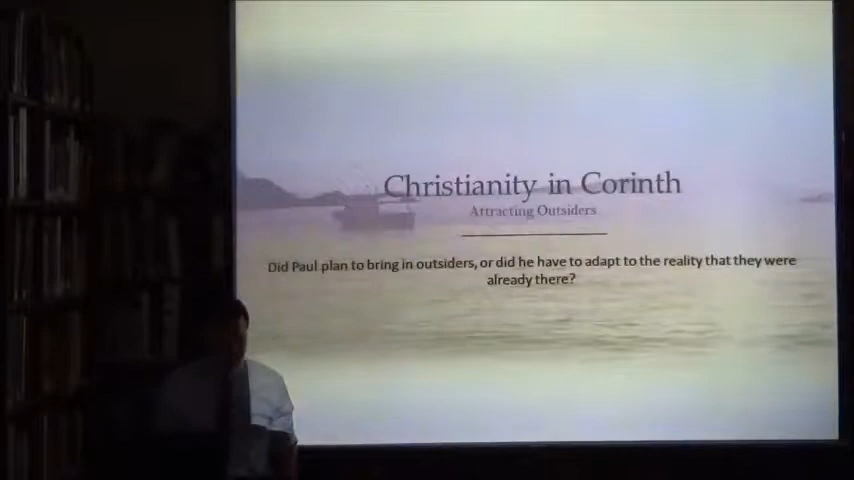 Christianity in Corinth
Attracting Outsiders
Did Paul plan to bring in outsiders, or did he have to adapt to the reality that they were
already there?